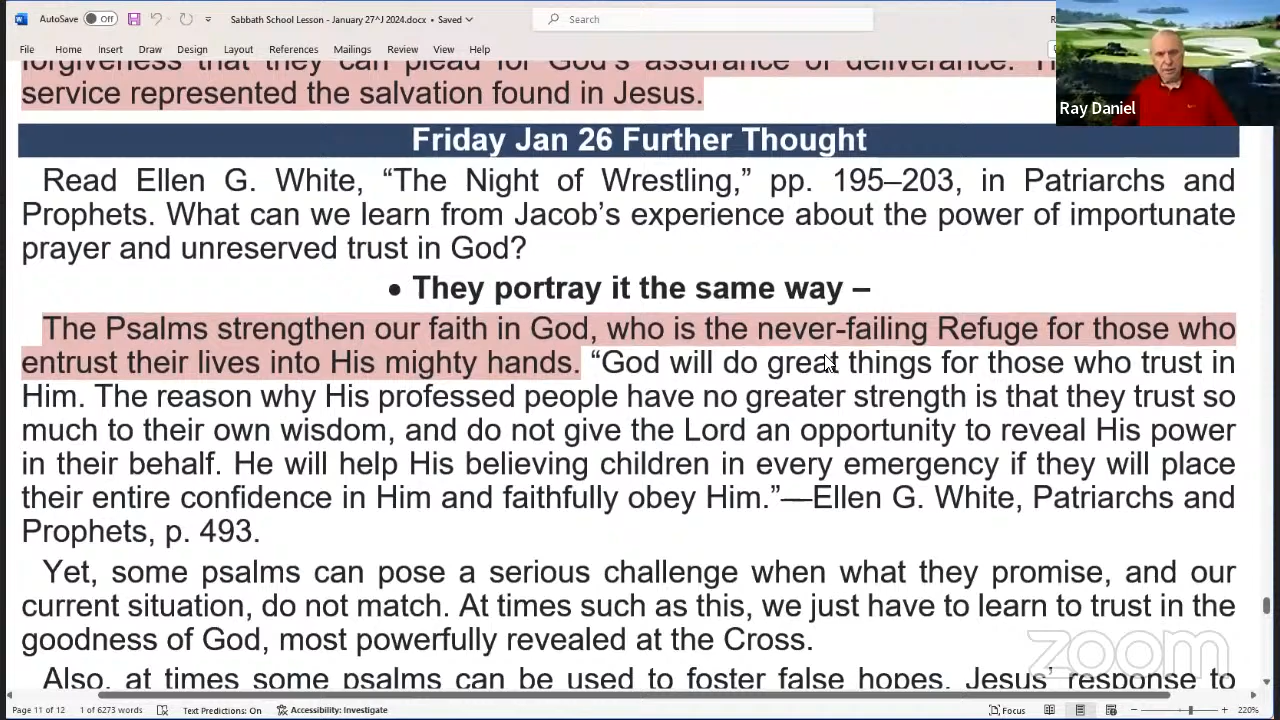 AutoSave Off Sabbath School Lesson - January 27^J 2024.docx • Saved Search
File Home Insert Draw Design Layout References Mailings Review View Help
Ray Daniel
forgiveness that they can plead for God's assurance of deliverance.
service represented the salvation found in Jesus.
Friday Jan 26 Further Thought
Read Ellen G. White, “The Night of Wrestling,” pp. 195–203, in Patriarchs and
Prophets. What can we learn from Jacob’s experience about the power of importunate
prayer and unreserved trust in God?
• They portray it the same way –
The Psalms strengthen our faith in God, who is the never-failing Refuge for those who
entrust their lives into His mighty hands. “God will do great things for those who trust in
Him. The reason why His professed people have no greater strength is that they trust so
much to their own wisdom, and do not give the Lord an opportunity to reveal His power
in their behalf. He will help His believing children in every emergency if they will place
their entire confidence in Him and faithfully obey Him.”—Ellen G. White, Patriarchs and
Prophets, p. 493.
Yet, some psalms can pose a serious challenge when what they promise, and our
current situation, do not match. At times such as this, we just have to learn to trust in the
goodness of God, most powerfully revealed at the Cross.
zoom
Also, at times some psalms can be used to foster false hopes. Jesus’ response to
Page 11 of 12 1 of 6273 words Text Predictions: On Accessibility: Investigate Focus 220%